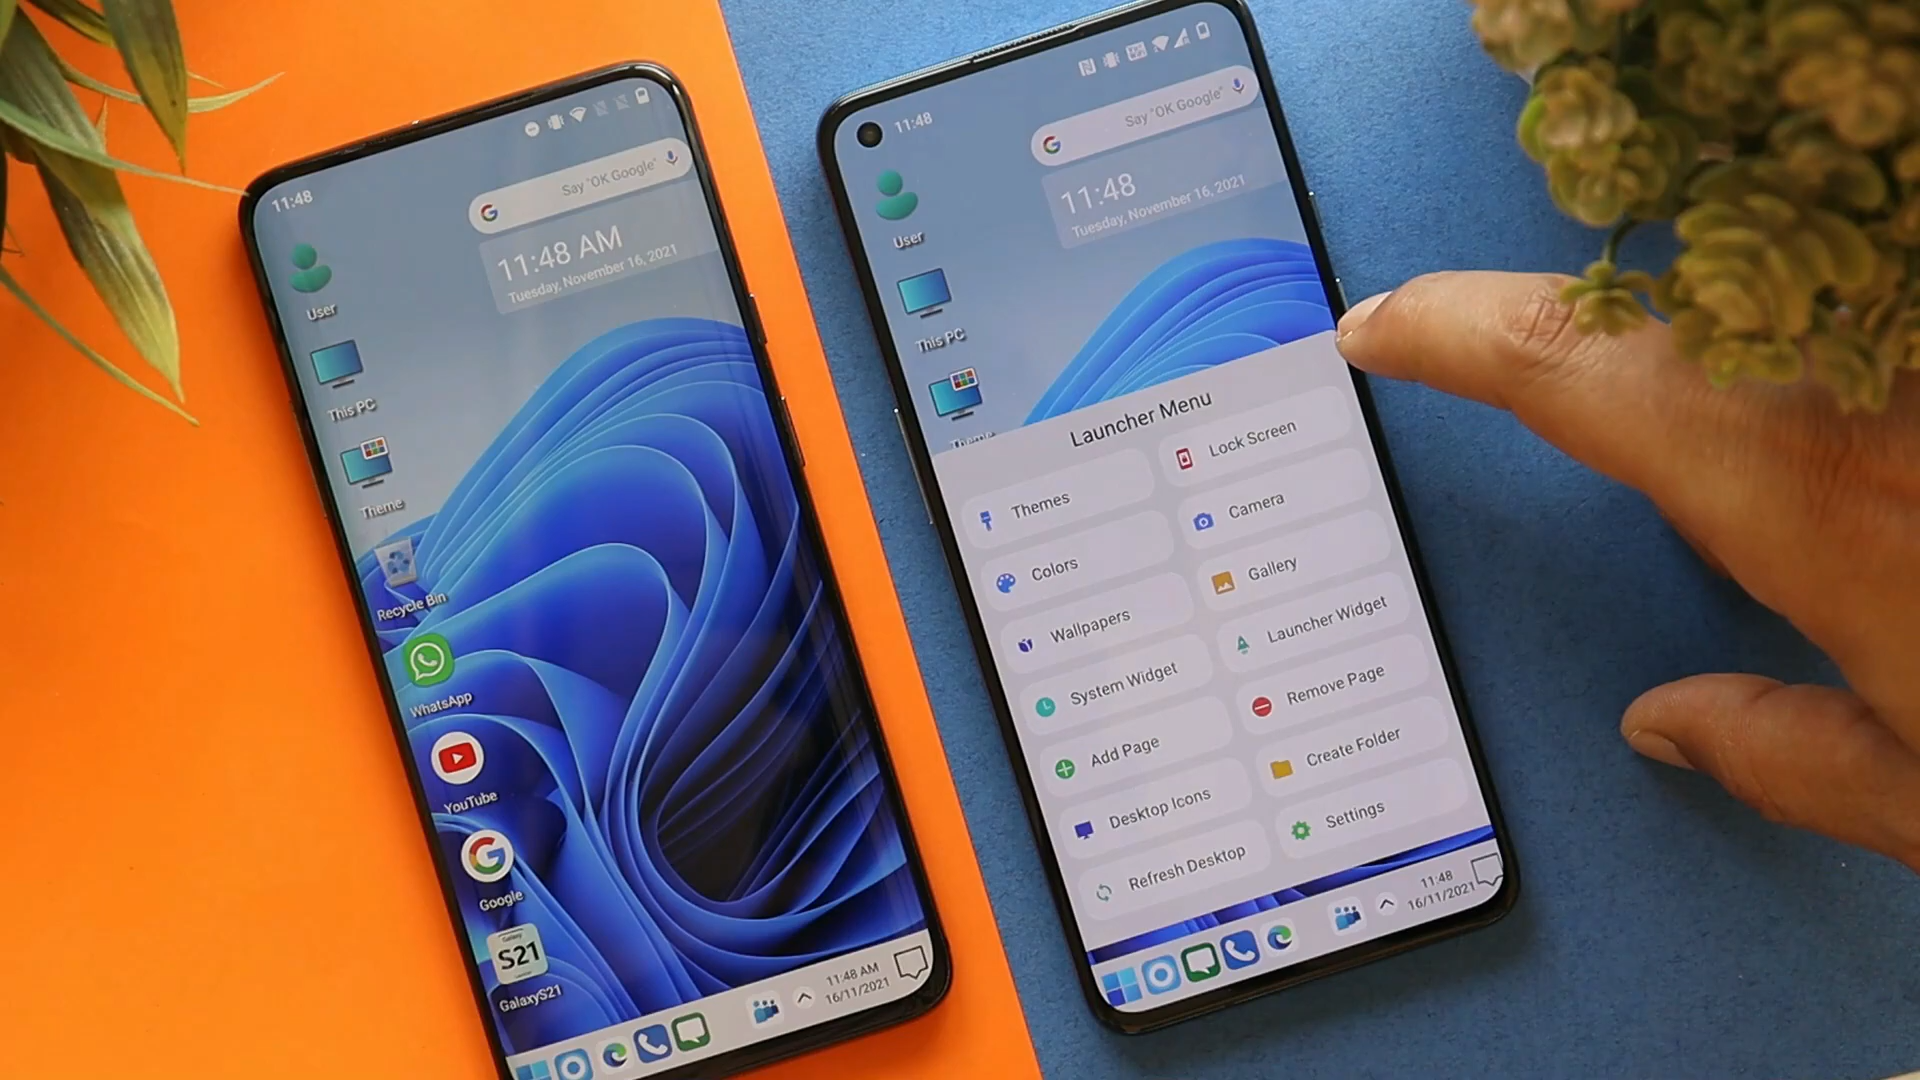 11:48
Say "OK Google"
11:48 AM
Tuesday, November 16, 2021
User
This PC
Theme
Recycle Bin
WhatsApp
YouTube
Google
Galaxy
S21
GalaxyS21
11:48 AM
16/11/2021
11:48
Say "OK Google"
11:48
Tuesday, November 16, 2021
User
This PC
Theme
Launcher Menu
Themes
Lock Screen
Colors
Camera
Wallpapers
Gallery
System Widget
Launcher Widget
Add Page
Remove Page
Desktop Icons
Create Folder
Refresh Desktop
Settings
11:48
16/11/2021